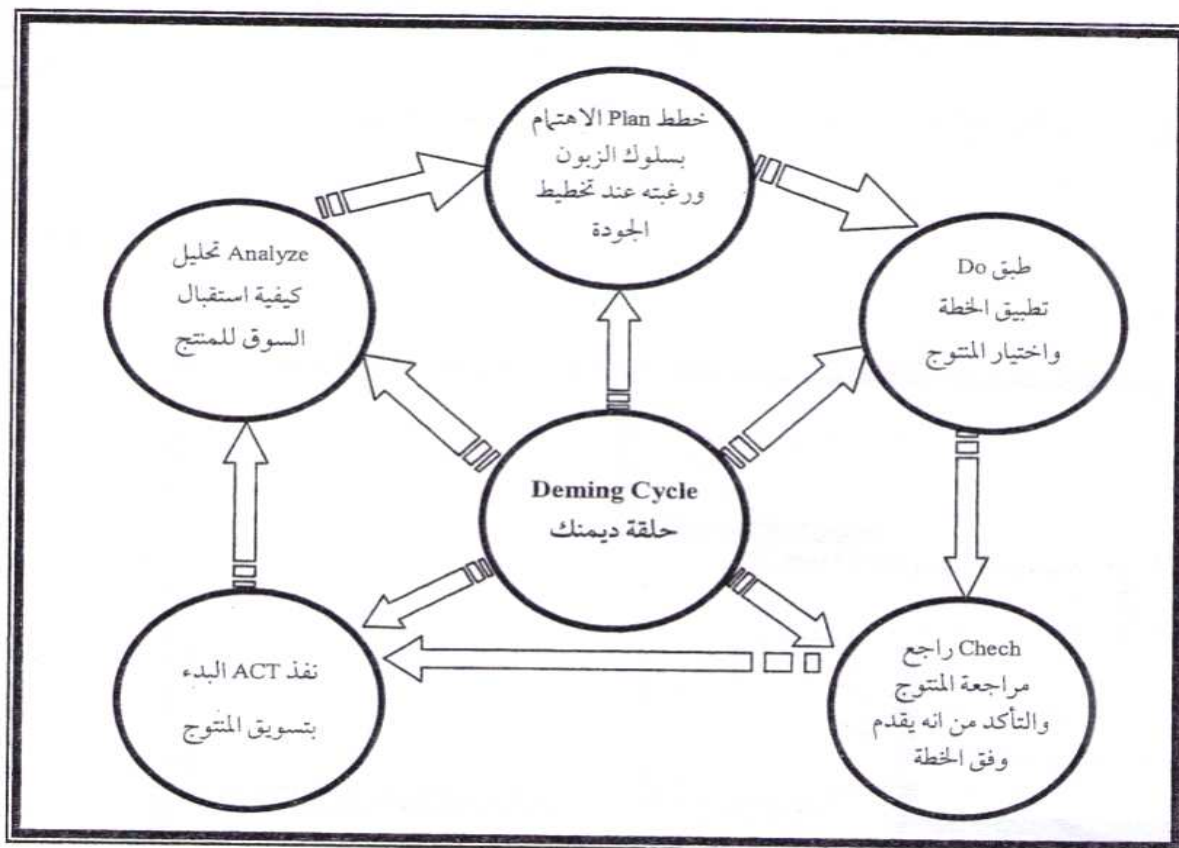 خطط Plan الاهتمام
بسلوك الزبون
ورغبته عند تخطيط
الجودة
طبق Do
تطبيق الخطة
واختيار المنتوج
Analyze تحليل
كيفية استقبال
السوق للمنتج
Deming Cycle
حلقة ديمنك
Chech راجع
مراجعة المنتوج
والتأكد من انه يقدم
وفق الخطة
نفذ ACT البدء
بتسويق المنتوج